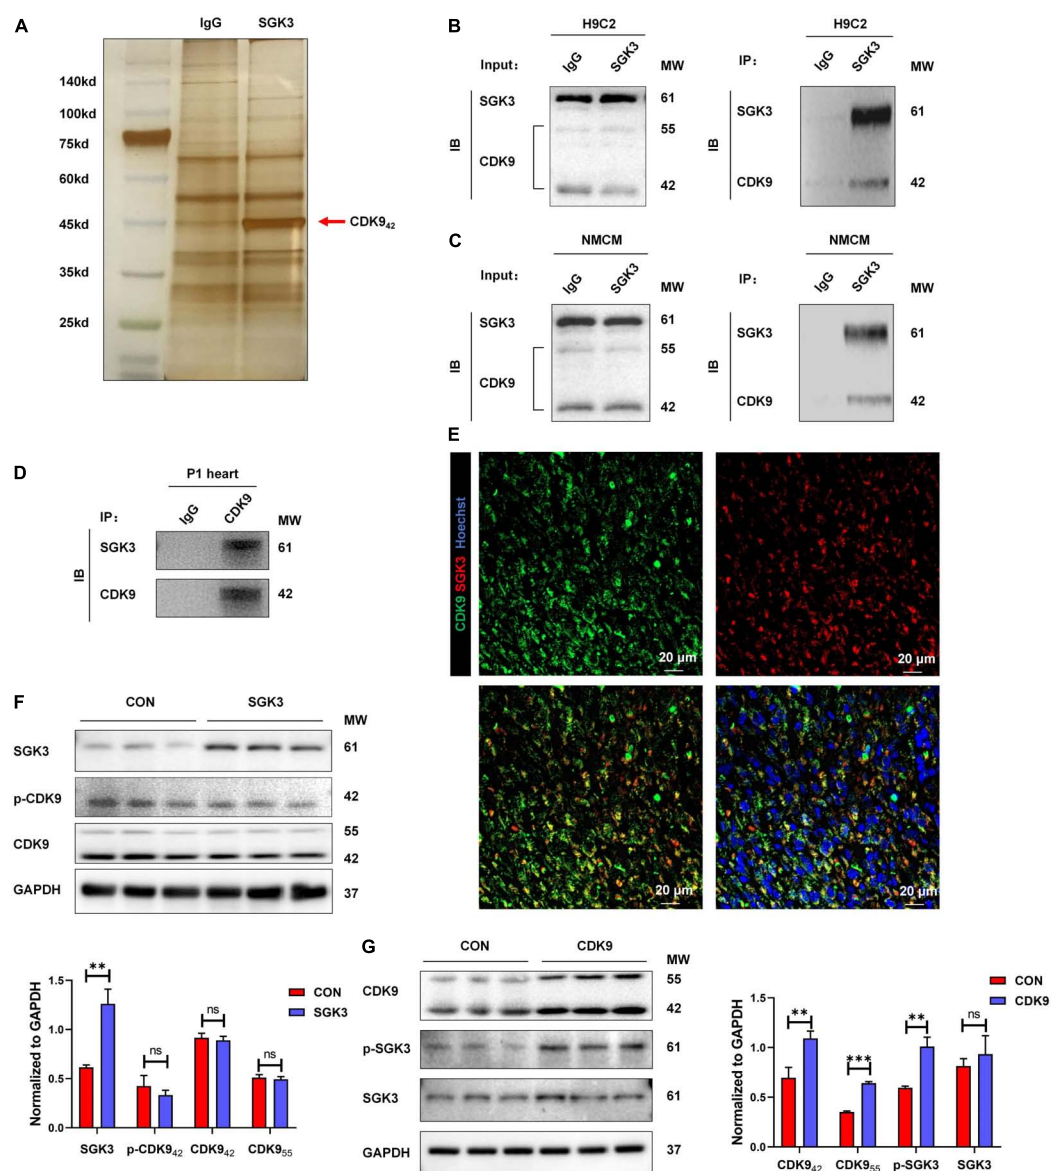 A
IgG SGK3
140kd
100kd
75kd
60kd
45kd
35kd
25kd
CDK9₄₂
B
H9C2
Input: IgG SGK3 MW
IB
SGK3 61
55
CDK9
42
H9C2
IP: IgG SGK3 MW
IB
SGK3 61
CDK9 42
C
NMCM
Input: IgG SGK3 MW
IB
SGK3 61
55
CDK9
42
NMCM
IP: IgG SGK3 MW
IB
SGK3 61
CDK9 42
D
P1 heart
IP: IgG CDK9 MW
IB
SGK3 61
CDK9 42
E
CDK9 SGK3 Hoechst
20 μm
20 μm
20 μm
20 μm
F
CON SGK3
MW
SGK3 61
p-CDK9 42
CDK9 55
42
GAPDH 37
Normalized to GAPDH
1.5
1.0
0.5
0.0
** ns ns ns
CON
SGK3
SGK3 p-CDK9₄₂ CDK9₄₂ CDK9₅₅
G
CON CDK9
MW
CDK9 55
42
p-SGK3 61
SGK3 61
GAPDH 37
Normalized to GAPDH
1.5
1.0
0.5
0.0
** *** ** ns
CON
CDK9
CDK9₄₂ CDK9₅₅ p-SGK3 SGK3